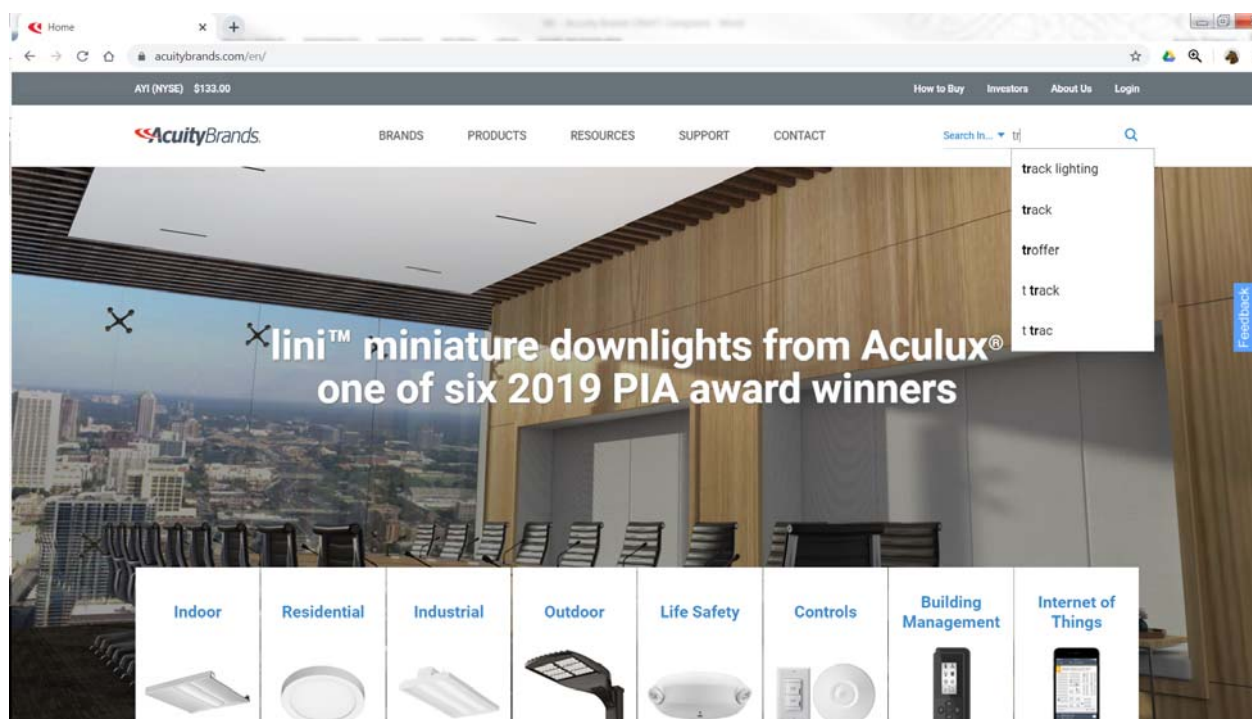 Home
acuitybrands.com/en/
AYI (NYSE) $133.00
How to Buy Investors About Us Login
AcuityBrands.
BRANDS PRODUCTS RESOURCES SUPPORT CONTACT
Search In... tr
track lighting
track
troffer
t track
t trac
Feedback
lini™ miniature downlights from Aculux®
one of six 2019 PIA award winners
Indoor Residential Industrial Outdoor Life Safety Controls Building Management Internet of Things